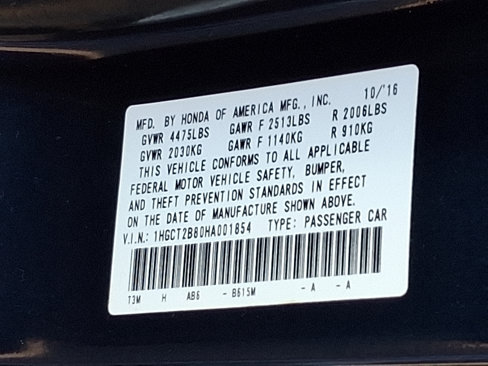 MFD. BY HONDA OF AMERICA MFG., INC. 10/'16
GVWR 4475LBS GAWR F 2513LBS R 2006LBS
GVWR 2030KG GAWR F 1140KG R 910KG
THIS VEHICLE CONFORMS TO ALL APPLICABLE
FEDERAL MOTOR VEHICLE SAFETY, BUMPER,
AND THEFT PREVENTION STANDARDS IN EFFECT
ON THE DATE OF MANUFACTURE SHOWN ABOVE.
V.I.N.: 1HGCT2B80HA001854 TYPE: PASSENGER CAR
T3M H AB6 - B615M - A - A